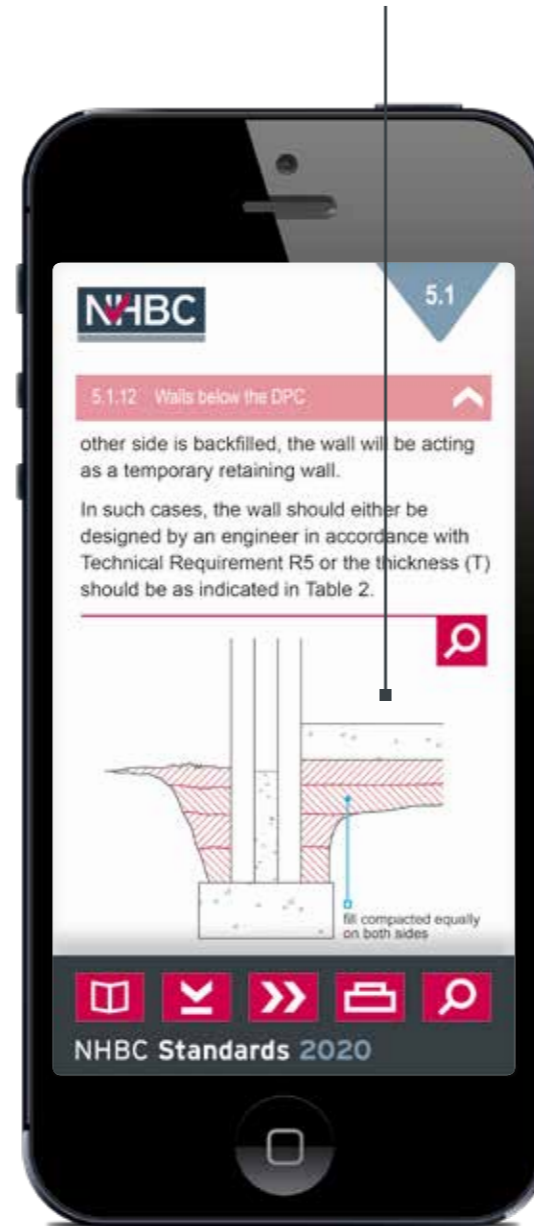 NHBC
5.1
5.1.12 Walls below the DPC
other side is backfilled, the wall will be acting
as a temporary retaining wall.
In such cases, the wall should either be
designed by an engineer in accordance with
Technical Requirement R5 or the thickness (T)
should be as indicated in Table 2.
fill compacted equally
on both sides
NHBC Standards 2020